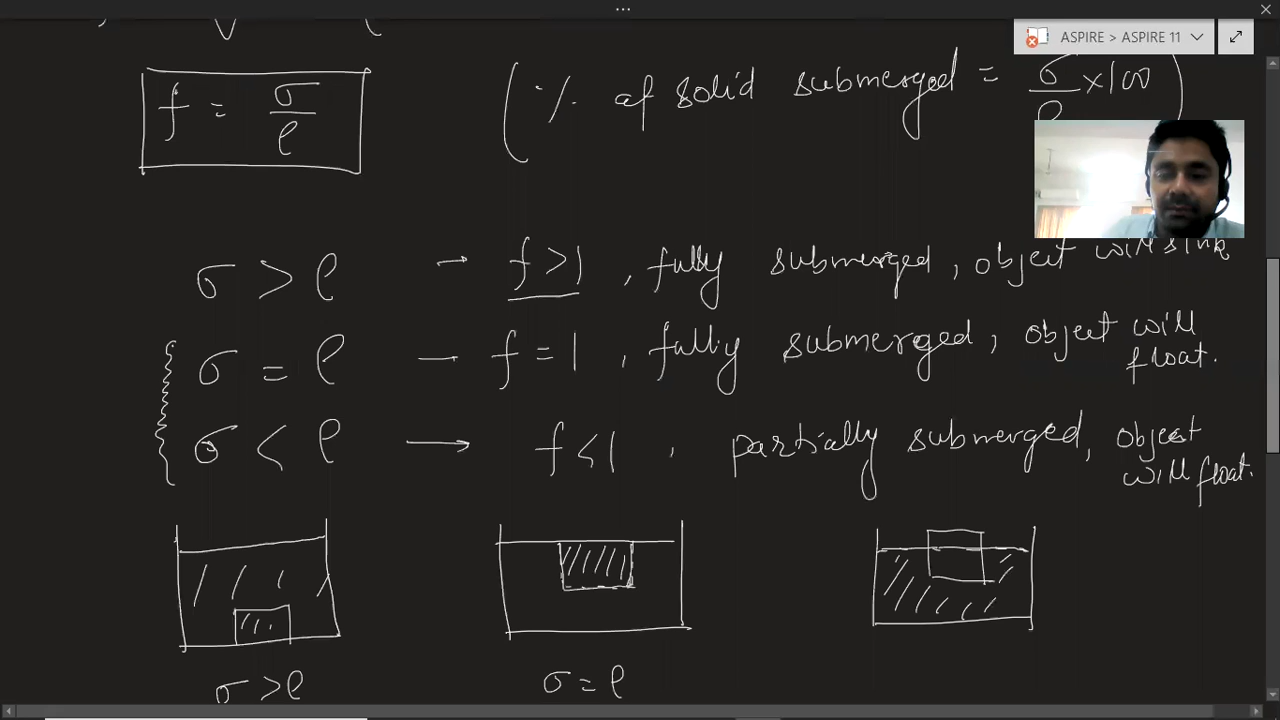 ASPIRE > ASPIRE 11
f = σ/ρ
(% of solid submerged = σ/ρ ×100)
σ > ρ – f >1, fully submerged, object will sink
σ = ρ – f = 1, fully submerged, object will float.
σ < ρ → f < 1, partially submerged, object will float.
σ >ρ
σ = ρ